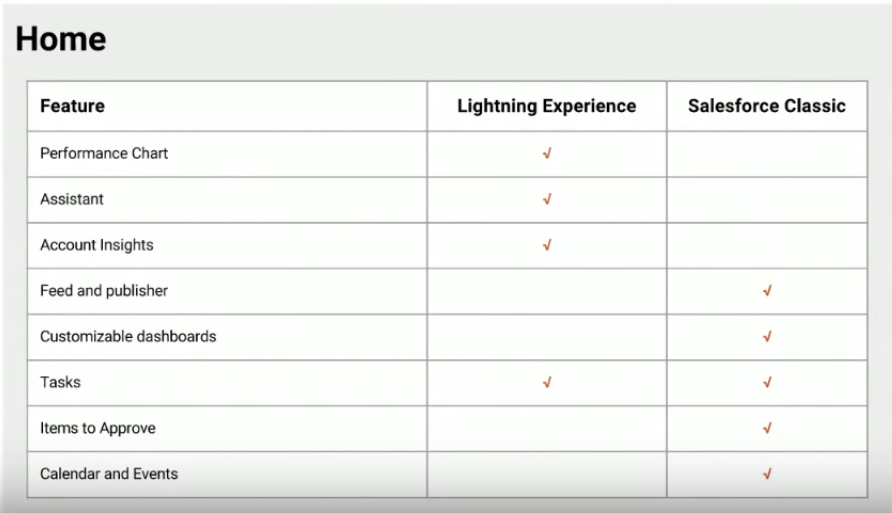 Home
Feature Lightning Experience Salesforce Classic
Performance Chart √
Assistant √
Account Insights √
Feed and publisher √
Customizable dashboards √
Tasks √ √
Items to Approve √
Calendar and Events √